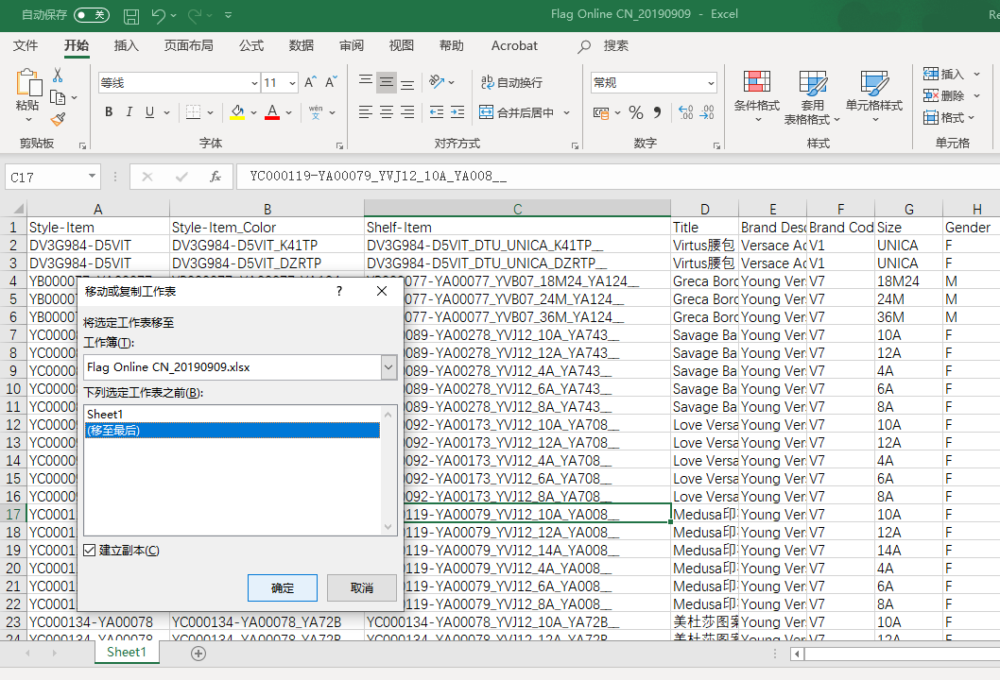 自动保存 关 Flag Online CN_20190909 - Excel
文件 开始 插入 页面布局 公式 数据 审阅 视图 帮助 Acrobat 搜索
粘贴 等线 11 A A 自动换行 常规 条件格式 套用 表格格式 单元格样式 插入 删除 格式
B I U A wén 文 合并后居中 %
剪贴板 字体 对齐方式 数字 样式 单元格
C17 fx YC000119-YA00079_YVJ12_10A_YA008__
A B C D E F G H
1 Style-Item Style-Item_Color Shelf-Item Title Brand Desc Brand Cod Size Gender
2 DV3G984-D5VIT DV3G984-D5VIT_K41TP DV3G984-D5VIT_DTU_UNICA_K41TP__ Virtus腰包 Versace Ac V1 UNICA F
3 DV3G984-D5VIT DV3G984-D5VIT_DZRTP DV3G984-D5VIT_DTU_UNICA_DZRTP__ Virtus腰包 Versace Ac V1 UNICA F
4 YB0000 077-YA00077_YVB07_18M24_YA124__ Greca Bord Young Ver V7 18M24 M
5 YB0000 077-YA00077_YVB07_24M_YA124__ Greca Bord Young Ver V7 24M M
6 YB0000 077-YA00077_YVB07_36M_YA124__ Greca Bord Young Ver V7 36M M
7 YC0000 089-YA00278_YVJ12_10A_YA743__ Savage Ba Young Ver V7 10A F
8 YC0000 089-YA00278_YVJ12_12A_YA743__ Savage Ba Young Ver V7 12A F
9 YC0000 089-YA00278_YVJ12_4A_YA743__ Savage Ba Young Ver V7 4A F
10 YC0000 089-YA00278_YVJ12_6A_YA743__ Savage Ba Young Ver V7 6A F
11 YC0000 089-YA00278_YVJ12_8A_YA743__ Savage Ba Young Ver V7 8A F
12 YC0000 092-YA00173_YVJ12_10A_YA708__ Love Versa Young Ver V7 10A F
13 YC0000 092-YA00173_YVJ12_12A_YA708__ Love Versa Young Ver V7 12A F
14 YC0000 092-YA00173_YVJ12_4A_YA708__ Love Versa Young Ver V7 4A F
15 YC0000 092-YA00173_YVJ12_6A_YA708__ Love Versa Young Ver V7 6A F
16 YC0000 092-YA00173_YVJ12_8A_YA708__ Love Versa Young Ver V7 8A F
17 YC0001 119-YA00079_YVJ12_10A_YA008__ Medusa印 Young Ver V7 10A F
18 YC0001 119-YA00079_YVJ12_12A_YA008__ Medusa印 Young Ver V7 12A F
19 YC0001 119-YA00079_YVJ12_14A_YA008__ Medusa印 Young Ver V7 14A F
20 YC0001 119-YA00079_YVJ12_4A_YA008__ Medusa印 Young Ver V7 4A F
21 YC0001 119-YA00079_YVJ12_6A_YA008__ Medusa印 Young Ver V7 6A F
22 YC0001 119-YA00079_YVJ12_8A_YA008__ Medusa印 Young Ver V7 8A F
23 YC000134-YA00078 YC000134-YA00078_YA72B YC000134-YA00078_YVJ12_10A_YA72B__ 美杜莎图案 Young Ver V7 10A F
24 YC000134-YA00078 YC000134-YA00078_YA72B YC000134-YA00078_YVJ12_12A_YA72B__ 美杜莎图案 Young Ver V7 12A F
移动或复制工作表 ?
将选定工作表移至
工作簿(T):
Flag Online CN_20190909.xlsx
下列选定工作表之前(B):
Sheet1
(移至最后)
建立副本(C)
确定 取消
Sheet1